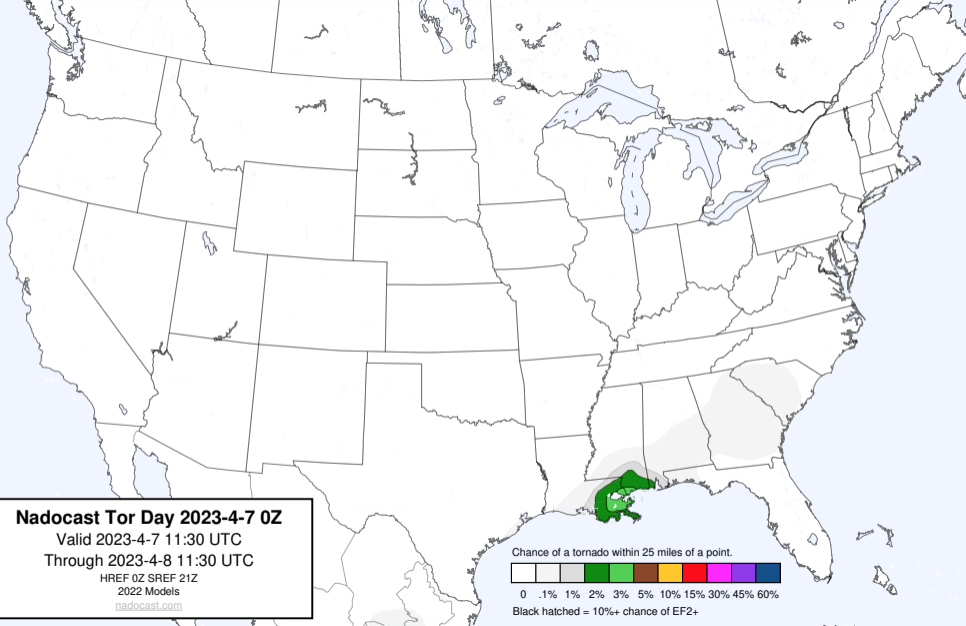 Nadocast Tor Day 2023-4-7 0Z
Valid 2023-4-7 11:30 UTC
Through 2023-4-8 11:30 UTC
HREF 0Z SREF 21Z
2022 Models
nadocast.com
Chance of a tornado within 25 miles of a point.
0 .1% 1% 2% 3% 5% 10% 15% 30% 45% 60%
Black hatched = 10%+ chance of EF2+